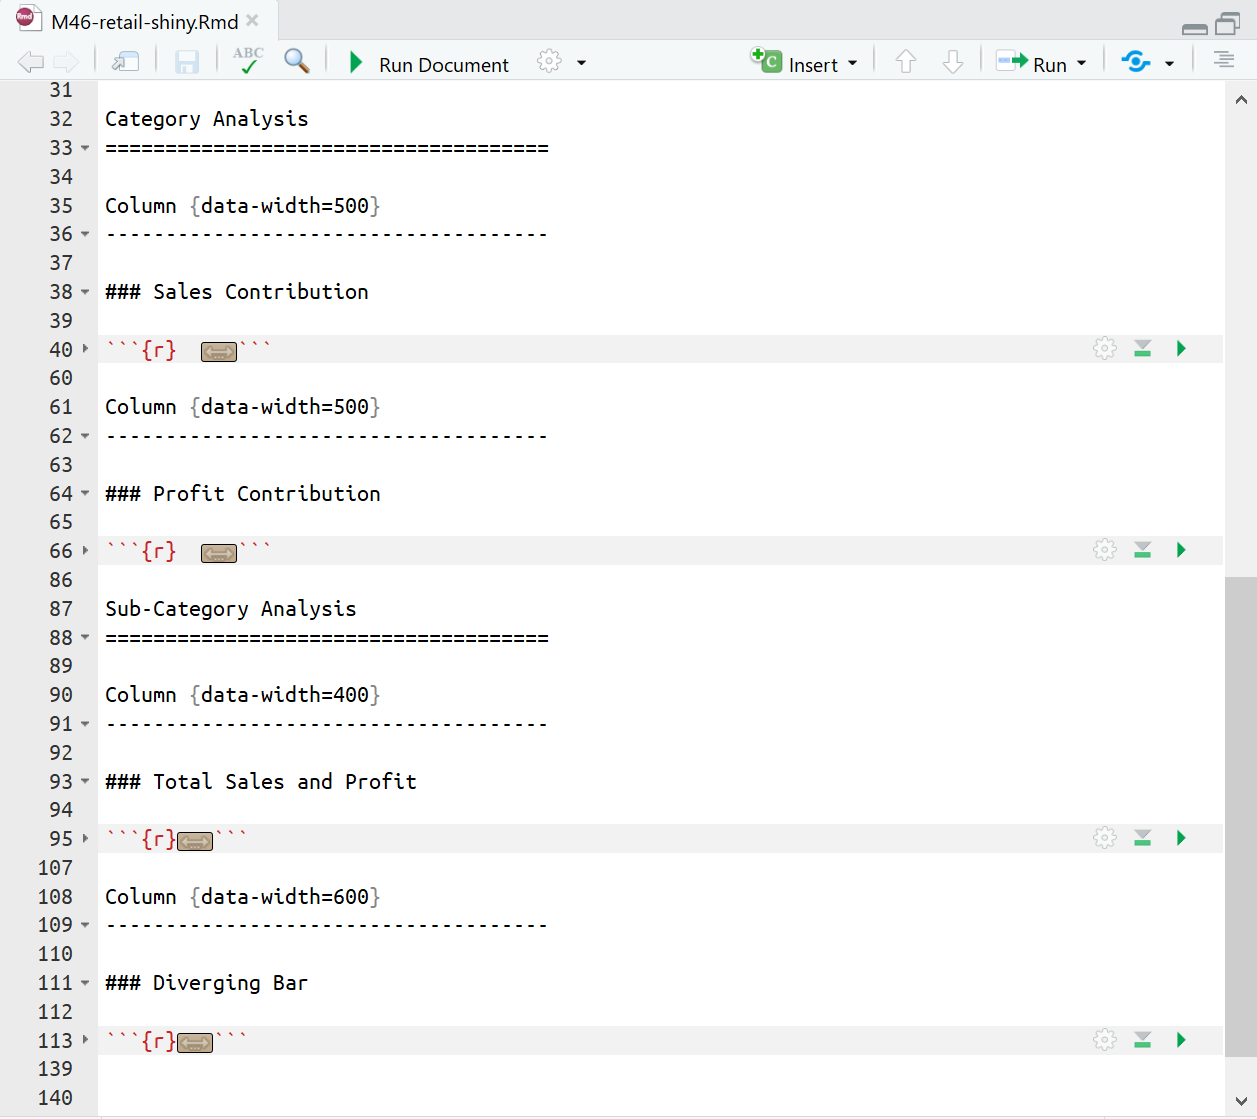 M46-retail-shiny.Rmd
ABC Run Document Insert Run
31
32 Category Analysis
33 =====================================
34
35 Column {data-width=500}
36 -------------------------------------
37
38 ### Sales Contribution
39
40 ```{r} ```
60
61 Column {data-width=500}
62 -------------------------------------
63
64 ### Profit Contribution
65
66 ```{r} ```
86
87 Sub-Category Analysis
88 =====================================
89
90 Column {data-width=400}
91 -------------------------------------
92
93 ### Total Sales and Profit
94
95 ```{r}```
107
108 Column {data-width=600}
109 -------------------------------------
110
111 ### Diverging Bar
112
113 ```{r}```
139
140